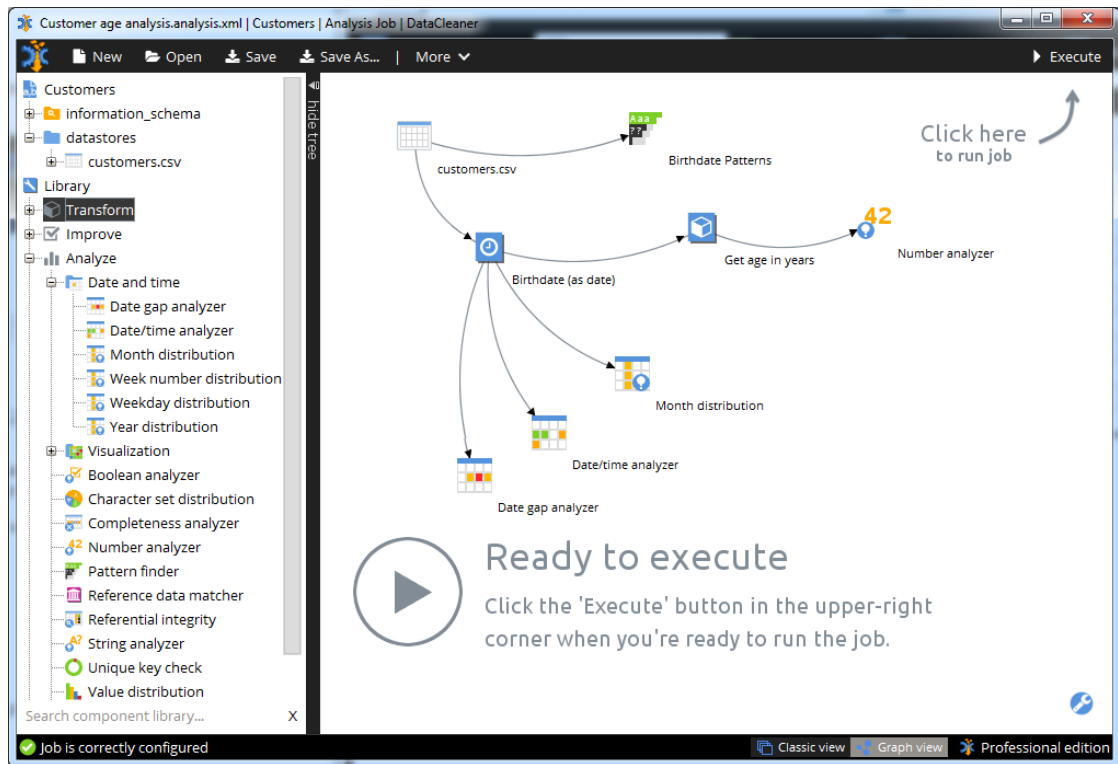 Customer age analysis.analysis.xml | Customers | Analysis Job | DataCleaner
New Open Save Save As... | More Execute
Customers
information_schema
datastores
customers.csv
Library
Transform
Improve
Analyze
Date and time
Date gap analyzer
Date/time analyzer
Month distribution
Week number distribution
Weekday distribution
Year distribution
Visualization
Boolean analyzer
Character set distribution
Completeness analyzer
Number analyzer
Pattern finder
Reference data matcher
Referential integrity
String analyzer
Unique key check
Value distribution
Search component library... X
hide tree
customers.csv
Aaa
??
Birthdate Patterns
Click here
to run job
Birthdate (as date)
Get age in years
42
Number analyzer
Month distribution
Date/time analyzer
Date gap analyzer
Ready to execute
Click the 'Execute' button in the upper-right
corner when you're ready to run the job.
Job is correctly configured
Classic view Graph view Professional edition